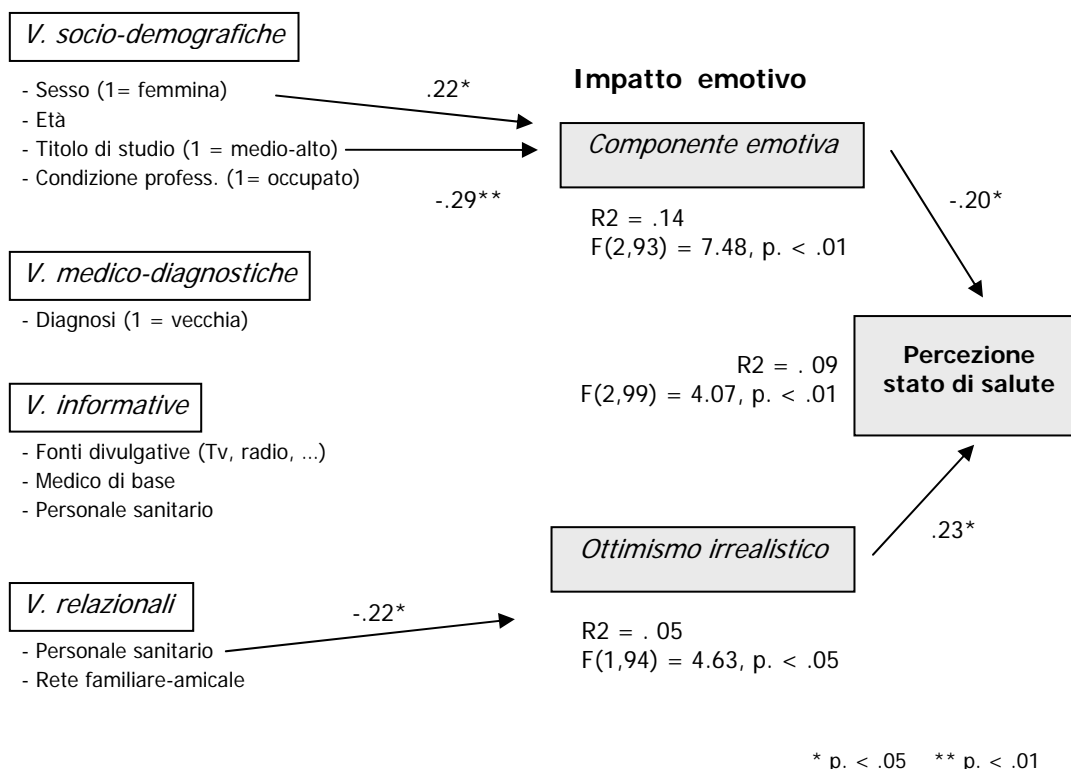 V. socio-demografiche
- Sesso (1= femmina)
- Età
- Titolo di studio (1 = medio-alto)
- Condizione profess. (1= occupato)
.22*
-.29**
Impatto emotivo
Componente emotiva
R2 = .14
F(2,93) = 7.48, p. < .01
-.20*
V. medico-diagnostiche
- Diagnosi (1 = vecchia)
R2 = . 09
F(2,99) = 4.07, p. < .01
Percezione
stato di salute
V. informative
- Fonti divulgative (Tv, radio, ...)
- Medico di base
- Personale sanitario
Ottimismo irrealistico
.23*
R2 = . 05
F(1,94) = 4.63, p. < .05
V. relazionali
- Personale sanitario
- Rete familiare-amicale
-.22*
* p. < .05 ** p. < .01